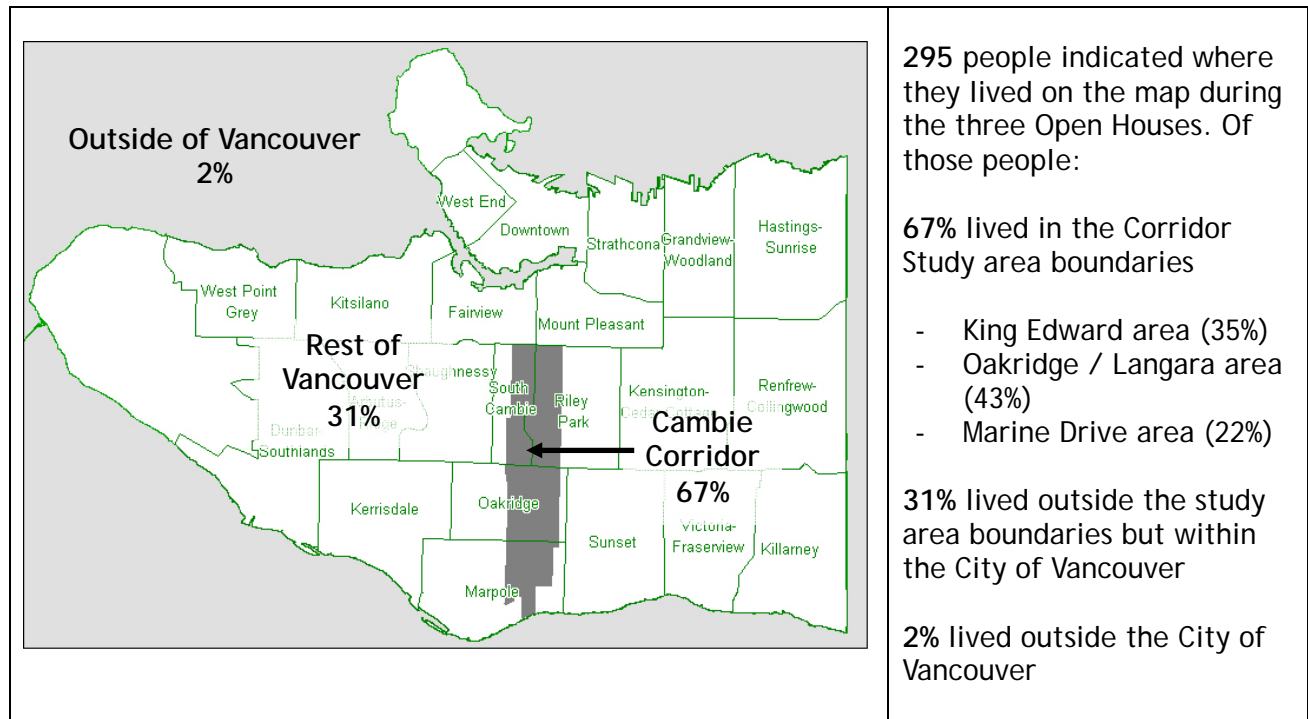 Outside of Vancouver
2%
West End
Downtown
Strathcona
Grandview-
Woodland
Hastings-
Sunrise
West Point
Grey
Kitsilano
Fairview
Mount Pleasant
Rest of
Vancouver
31%
Shaughnessy
Arbutus-
Ridge
Dunbar
Southlands
South
Cambie
Riley
Park
Kensington-
Cedar Cottage
Renfrew-
Collingwood
Cambie
Corridor
67%
Kerrisdale
Oakridge
Sunset
Victoria-
Fraserview
Killarney
Marpole
295 people indicated where
they lived on the map during
the three Open Houses. Of
those people:
67% lived in the Corridor
Study area boundaries
- King Edward area (35%)
- Oakridge / Langara area
(43%)
- Marine Drive area (22%)
31% lived outside the study
area boundaries but within
the City of Vancouver
2% lived outside the City of
Vancouver